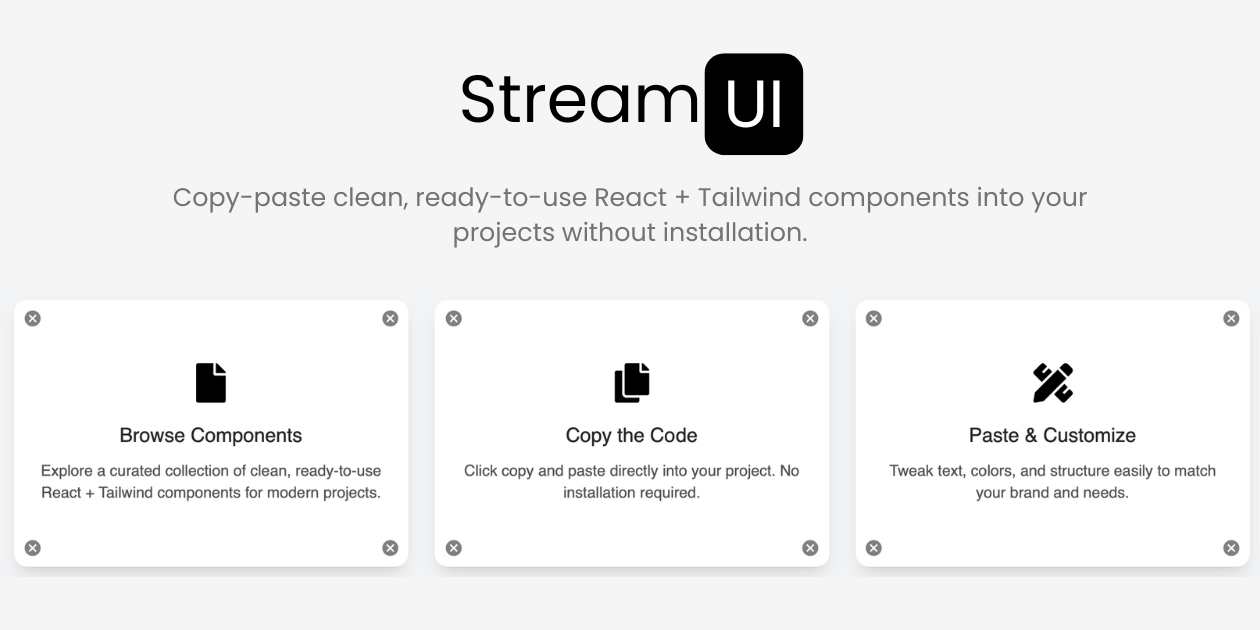 Stream UI
Copy-paste clean, ready-to-use React + Tailwind components into your
projects without installation.
Browse Components
Explore a curated collection of clean, ready-to-use
React + Tailwind components for modern projects.
Copy the Code
Click copy and paste directly into your project. No
installation required.
Paste & Customize
Tweak text, colors, and structure easily to match
your brand and needs.